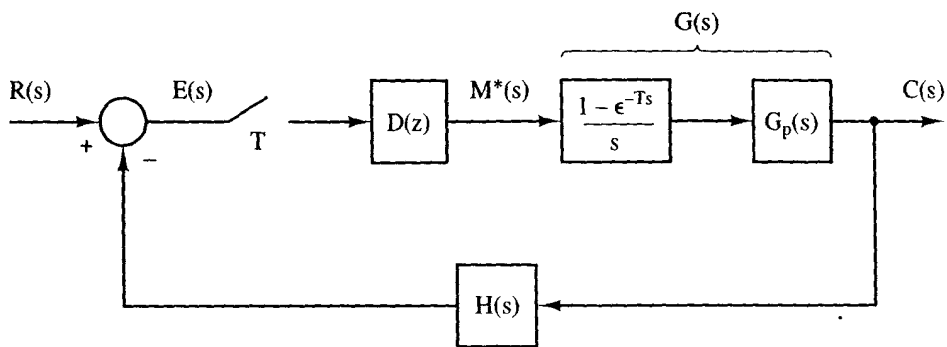 G(s)
R(s)
E(s)
M*(s)
C(s)
D(z)
1 − ϵ^{−Ts}
s
G_p(s)
T
+
−
H(s)